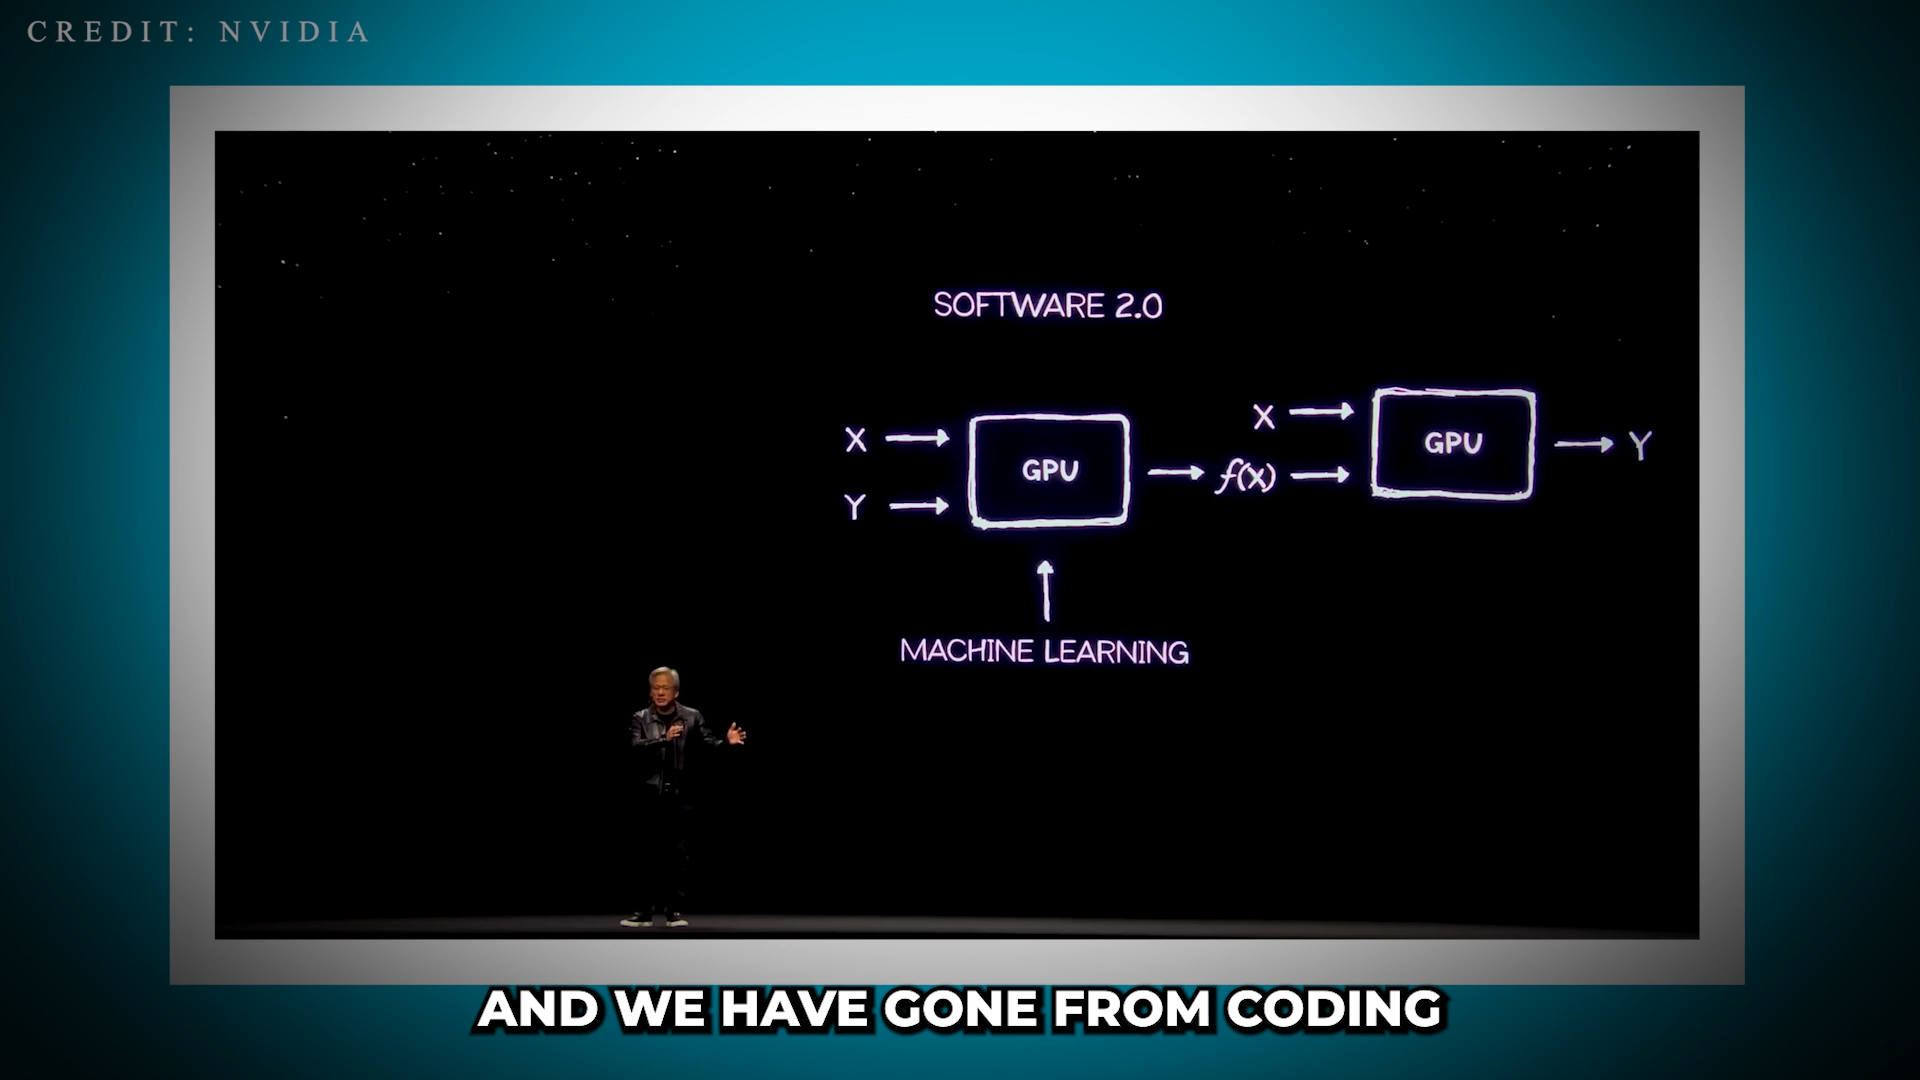 CREDIT: NVIDIA
SOFTWARE 2.0
X
Y
GPU
f(x)
X
GPU
Y
MACHINE LEARNING
AND WE HAVE GONE FROM CODING